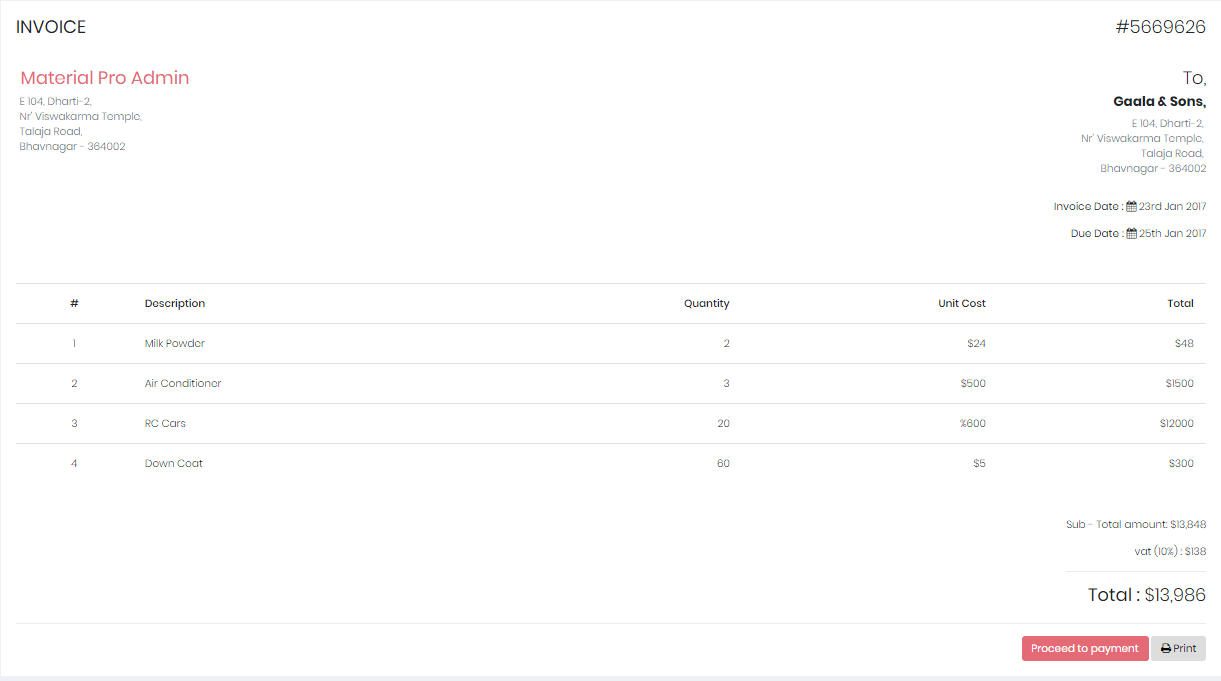 INVOICE #5669626
Material Pro Admin
E 104, Dharti-2,
Nr' Viswakarma Temple,
Talaja Road,
Bhavnagar - 364002
To,
Gaala & Sons,
E 104, Dharti-2,
Nr' Viswakarma Temple,
Talaja Road,
Bhavnagar - 364002
Invoice Date : 23rd Jan 2017
Due Date : 25th Jan 2017
# Description Quantity Unit Cost Total
1 Milk Powder 2 $24 $48
2 Air Conditioner 3 $500 $1500
3 RC Cars 20 %600 $12000
4 Down Coat 60 $5 $300
Sub - Total amount: $13,848
vat (10%) : $138
Total : $13,986
Proceed to payment Print